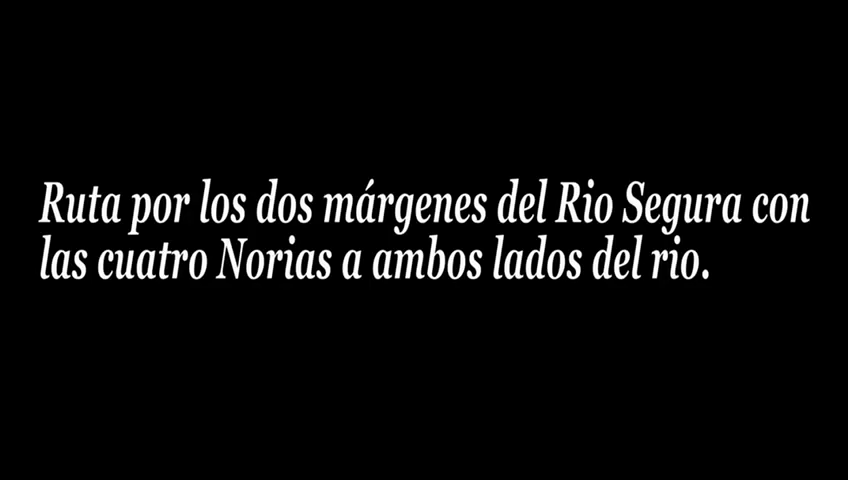 Ruta por los dos márgenes del Rio Segura con
las cuatro Norias a ambos lados del rio.